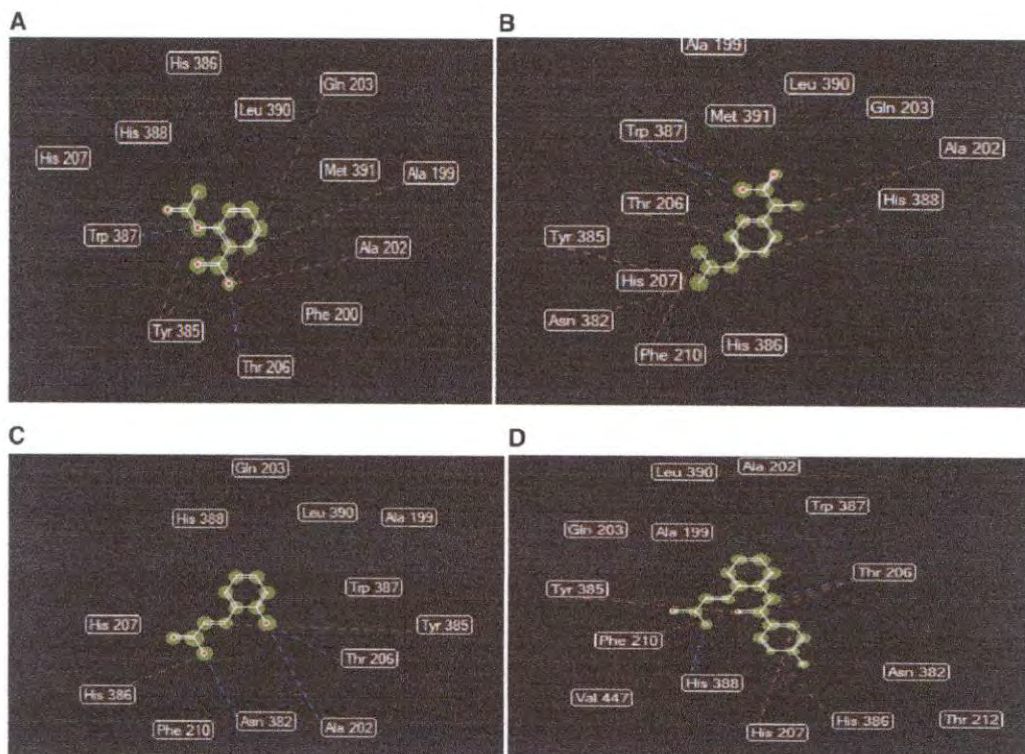 A
His 386
Gln 203
Leu 390
His 388
His 207
Met 391
Ala 199
Trp 387
Ala 202
Phe 200
Tyr 385
Thr 206
B
Ala 199
Leu 390
Gln 203
Met 391
Trp 387
Ala 202
Thr 206
His 388
Tyr 385
His 207
Asn 382
Phe 210
His 386
C
Gln 203
His 388
Leu 390
Ala 199
Trp 387
His 207
Tyr 385
Thr 206
His 386
Phe 210
Asn 382
Ala 202
D
Leu 390
Ala 202
Trp 387
Gln 203
Ala 199
Thr 206
Tyr 385
Phe 210
Asn 382
His 388
Val 447
His 386
Thr 212
His 207